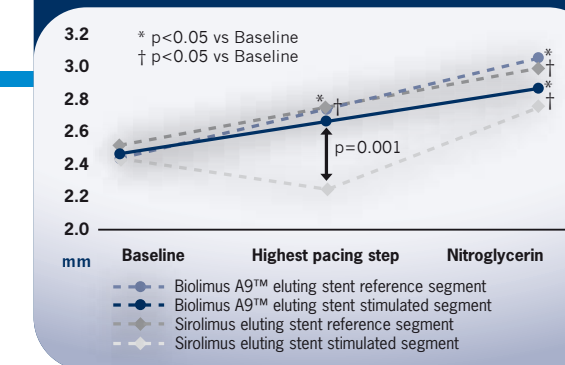 3.2
* p<0.05 vs Baseline
† p<0.05 vs Baseline
3.0
*
†
2.8
* †
*
†
2.6
p=0.001
2.4
2.2
2.0
mm Baseline Highest pacing step Nitroglycerin
Biolimus A9™ eluting stent reference segment
Biolimus A9™ eluting stent stimulated segment
Sirolimus eluting stent reference segment
Sirolimus eluting stent stimulated segment